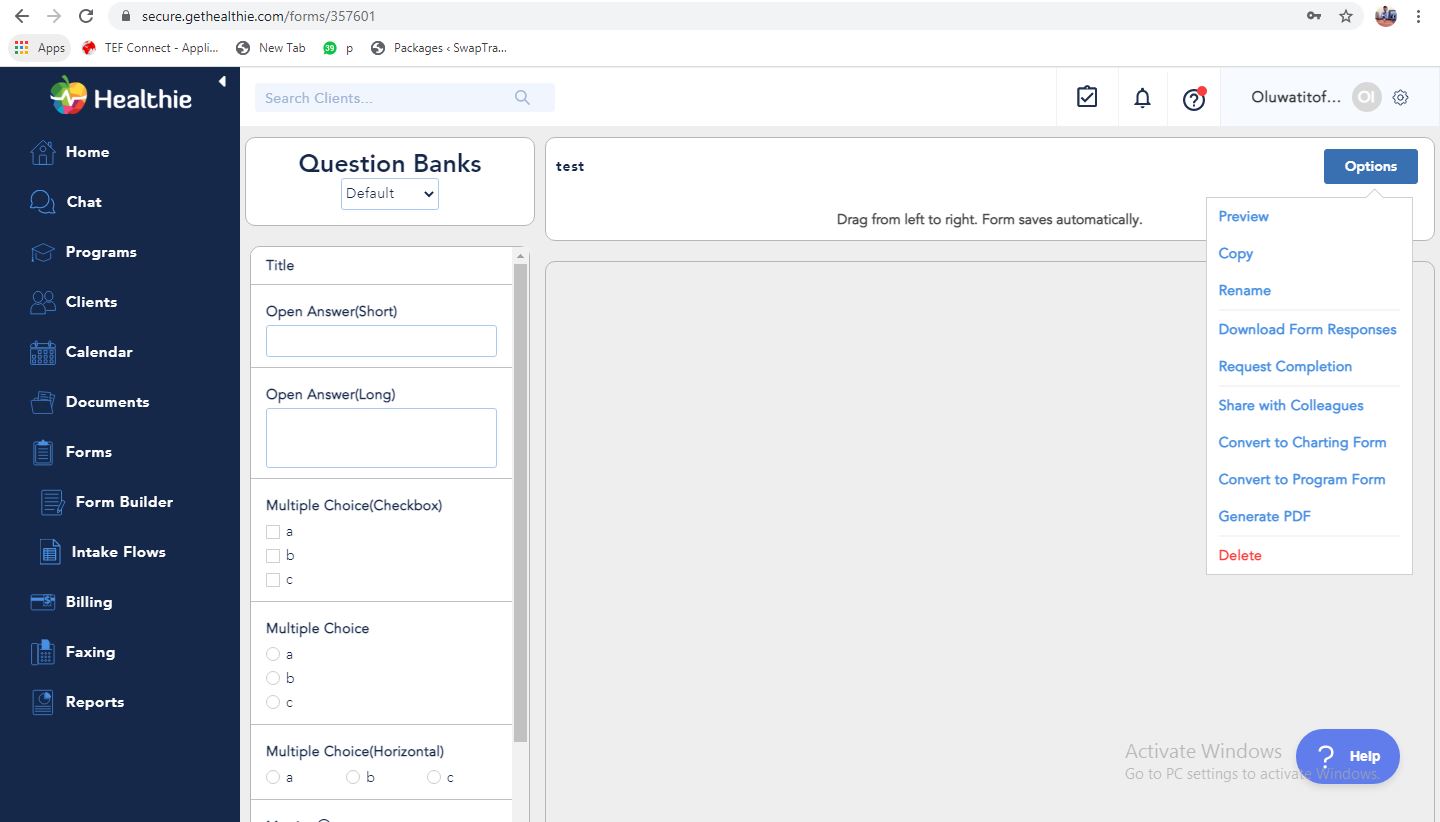 secure.gethealthie.com/forms/357601
Apps
TEF Connect - Appli...
New Tab
39
p
Packages ‹ SwapTra...
Healthie
Search Clients...
Oluwatitof...
OI
Home
Chat
Programs
Clients
Calendar
Documents
Forms
Form Builder
Intake Flows
Billing
Faxing
Reports
Question Banks
Default
Title
Open Answer(Short)
Open Answer(Long)
Multiple Choice(Checkbox)
a
b
c
Multiple Choice
a
b
c
Multiple Choice(Horizontal)
a b c
test
Options
Drag from left to right. Form saves automatically.
Preview
Copy
Rename
Download Form Responses
Request Completion
Share with Colleagues
Convert to Charting Form
Convert to Program Form
Generate PDF
Delete
Activate Windows
Go to PC settings to activate Windows.
? Help